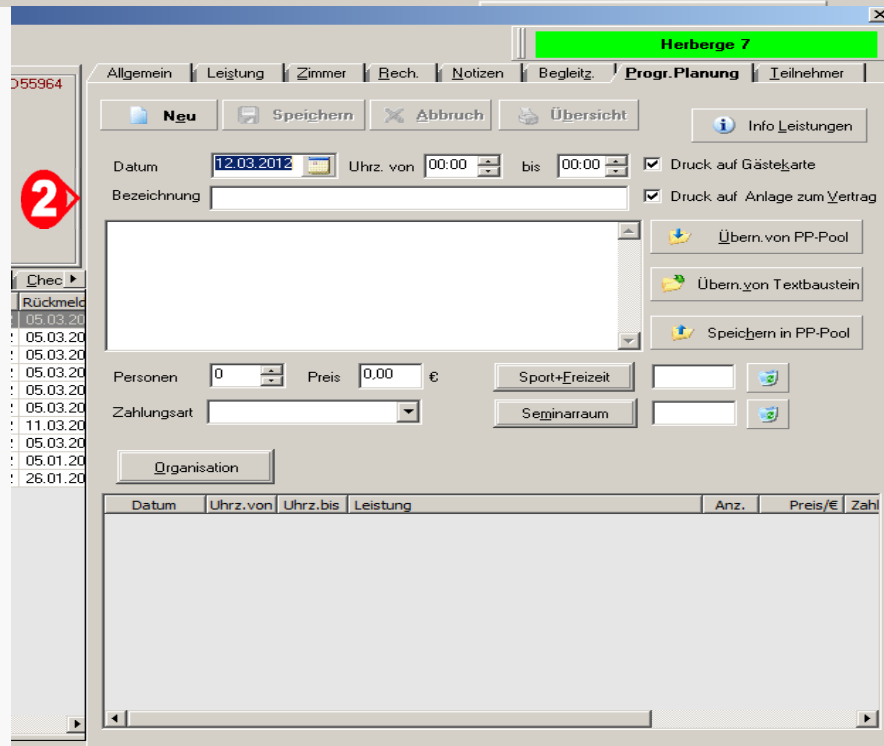 Herberge 7
Allgemein Leistung Zimmer Rech. Notizen Begleitz. Progr.Planung Teilnehmer
055964
Neu Speichern Abbruch Übersicht Info Leistungen
Datum 12.03.2012 Uhrz. von 00:00 bis 00:00 Druck auf Gästekarte
2 Bezeichnung Druck auf Anlage zum Vertrag
Übern.von PP-Pool
Chec
Übern.von Textbaustein
Rückmeld
05.03.20
05.03.20
Speichern in PP-Pool
05.03.20
05.03.20
05.03.20
05.03.20
11.03.20
05.03.20
05.01.20
26.01.20
Personen 0 Preis 0,00 € Sport+Freizeit
Zahlungsart Seminarraum
Organisation
Datum Uhrz.von Uhrz.bis Leistung Anz. Preis/€ Zahl